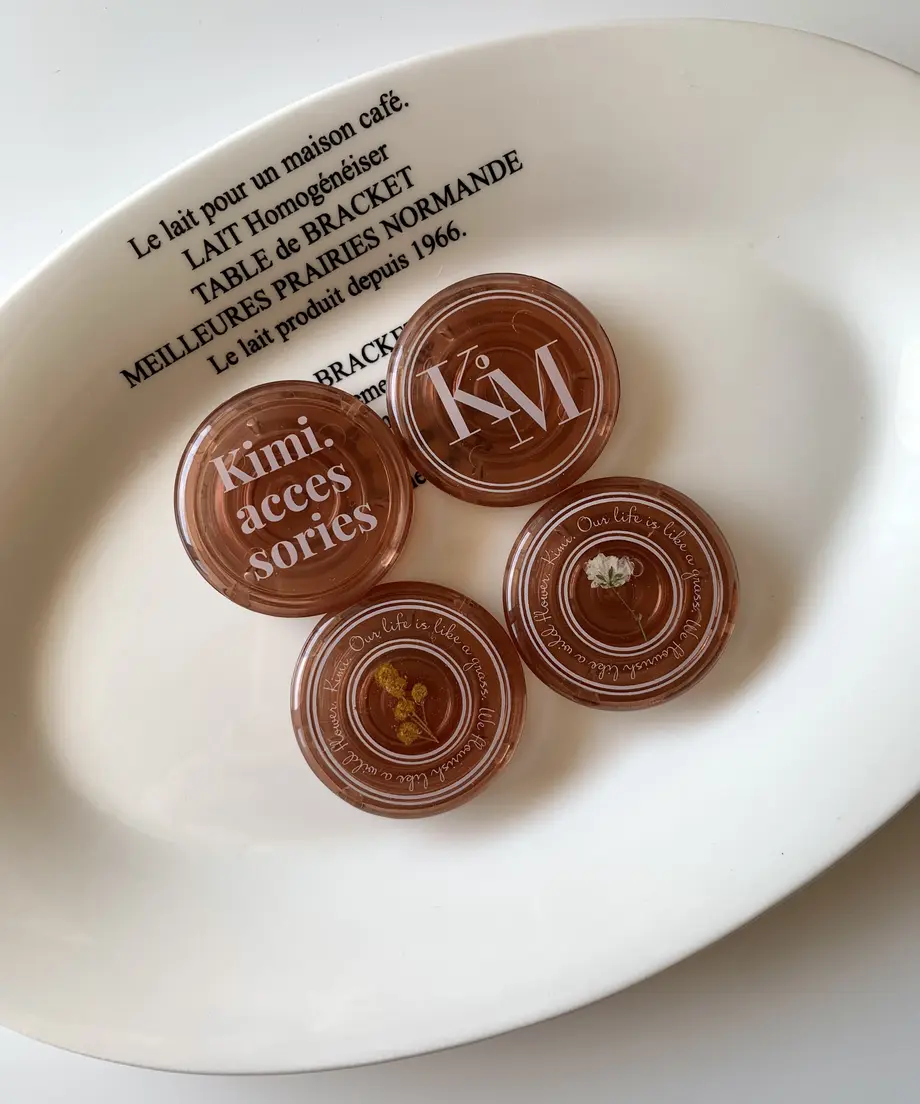 Le lait pour un maison café.
LAIT Homogénéiser
TABLE de BRACKET
MEILLEURES PRAIRIES NORMANDE
Le lait produit depuis 1966.
BRACKET
KiM
Kimi.
acces
sories
Kimi. Our life is like a grass. We flourish like a wild flower.
Kimi. Our life is like a grass. We flourish like a wild flower.